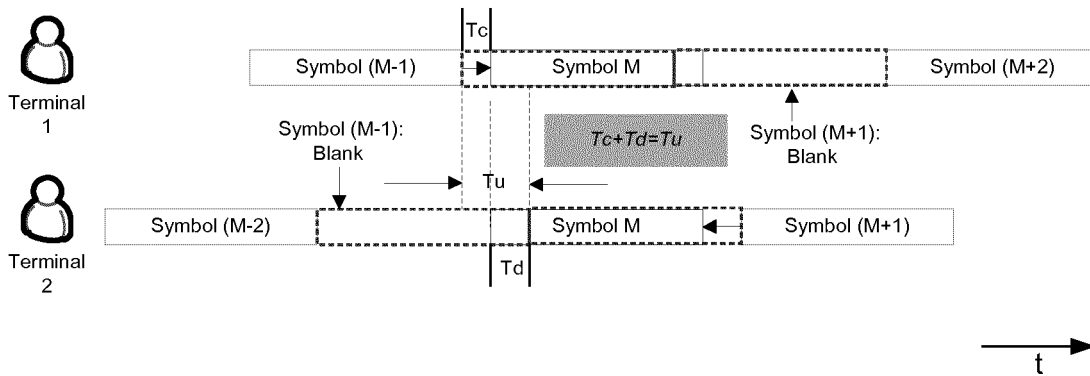 Tc
Symbol (M-1)
Symbol M
Symbol (M+2)
Terminal
1
Symbol (M-1):
Blank
Tc+Td=Tu
Symbol (M+1):
Blank
Tu
Symbol (M-2)
Symbol M
Symbol (M+1)
Terminal
2
Td
t